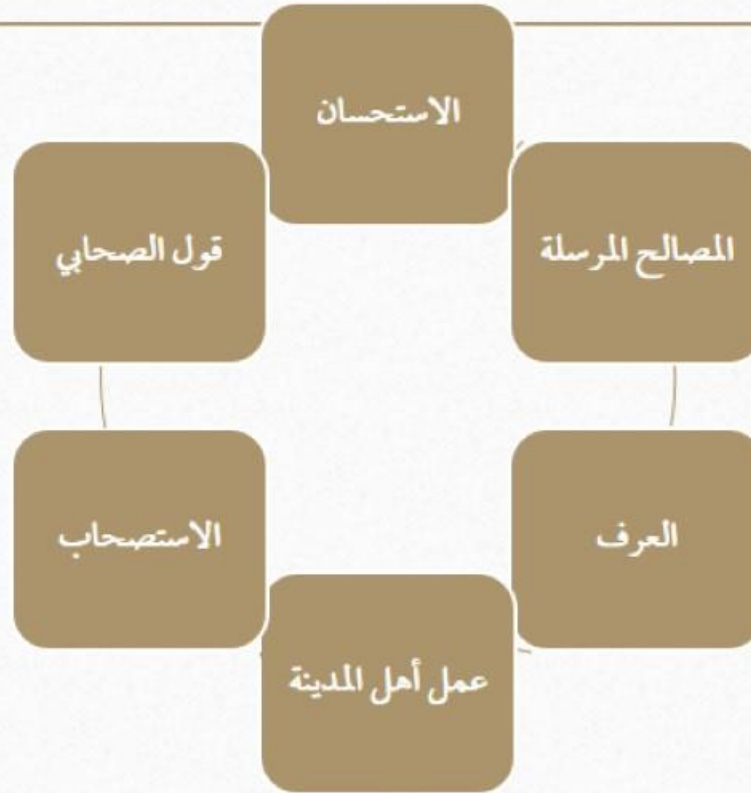 الاستحسان
المصالح المرسلة
العرف
عمل أهل المدينة
الاستصحاب
قول الصحابي